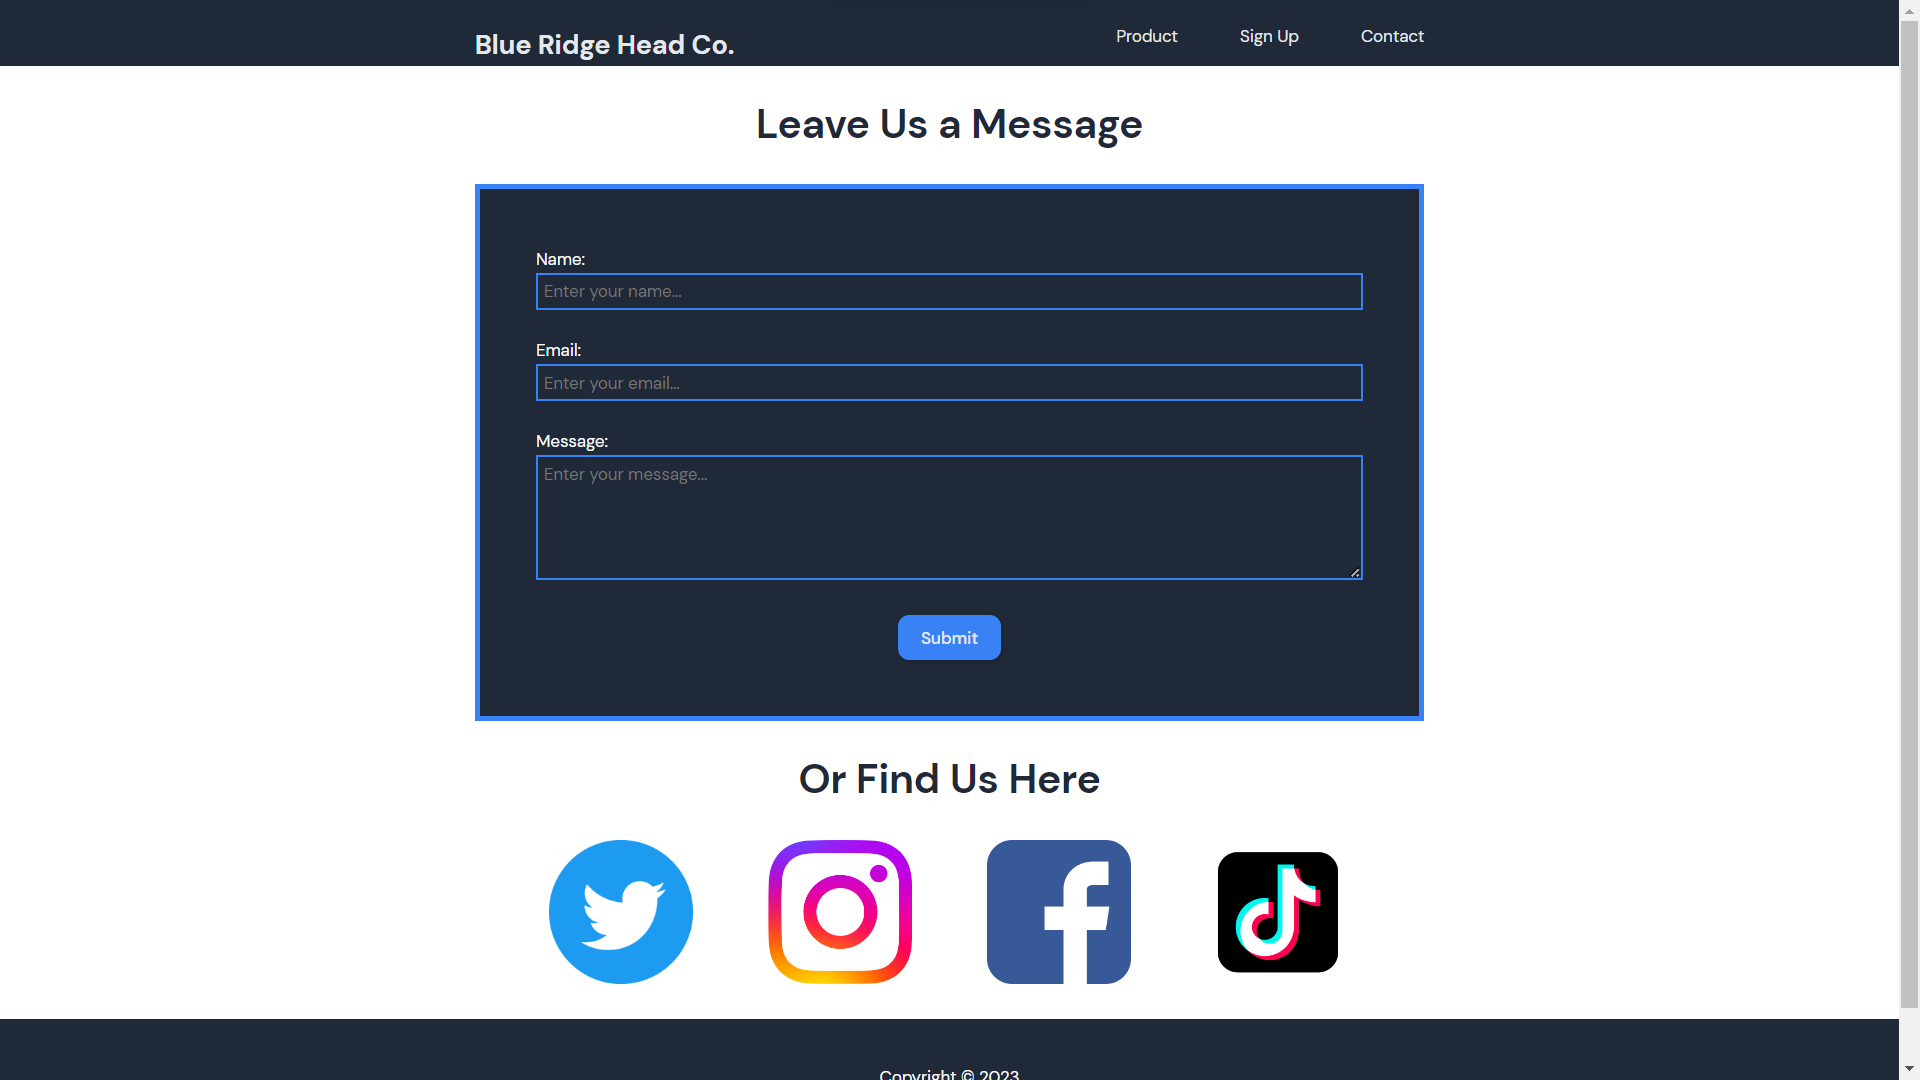 Blue Ridge Head Co.
Product
Sign Up
Contact
Leave Us a Message
Name:
Enter your name...
Email:
Enter your email...
Message:
Enter your message...
Submit
Or Find Us Here
Copyright © 2023